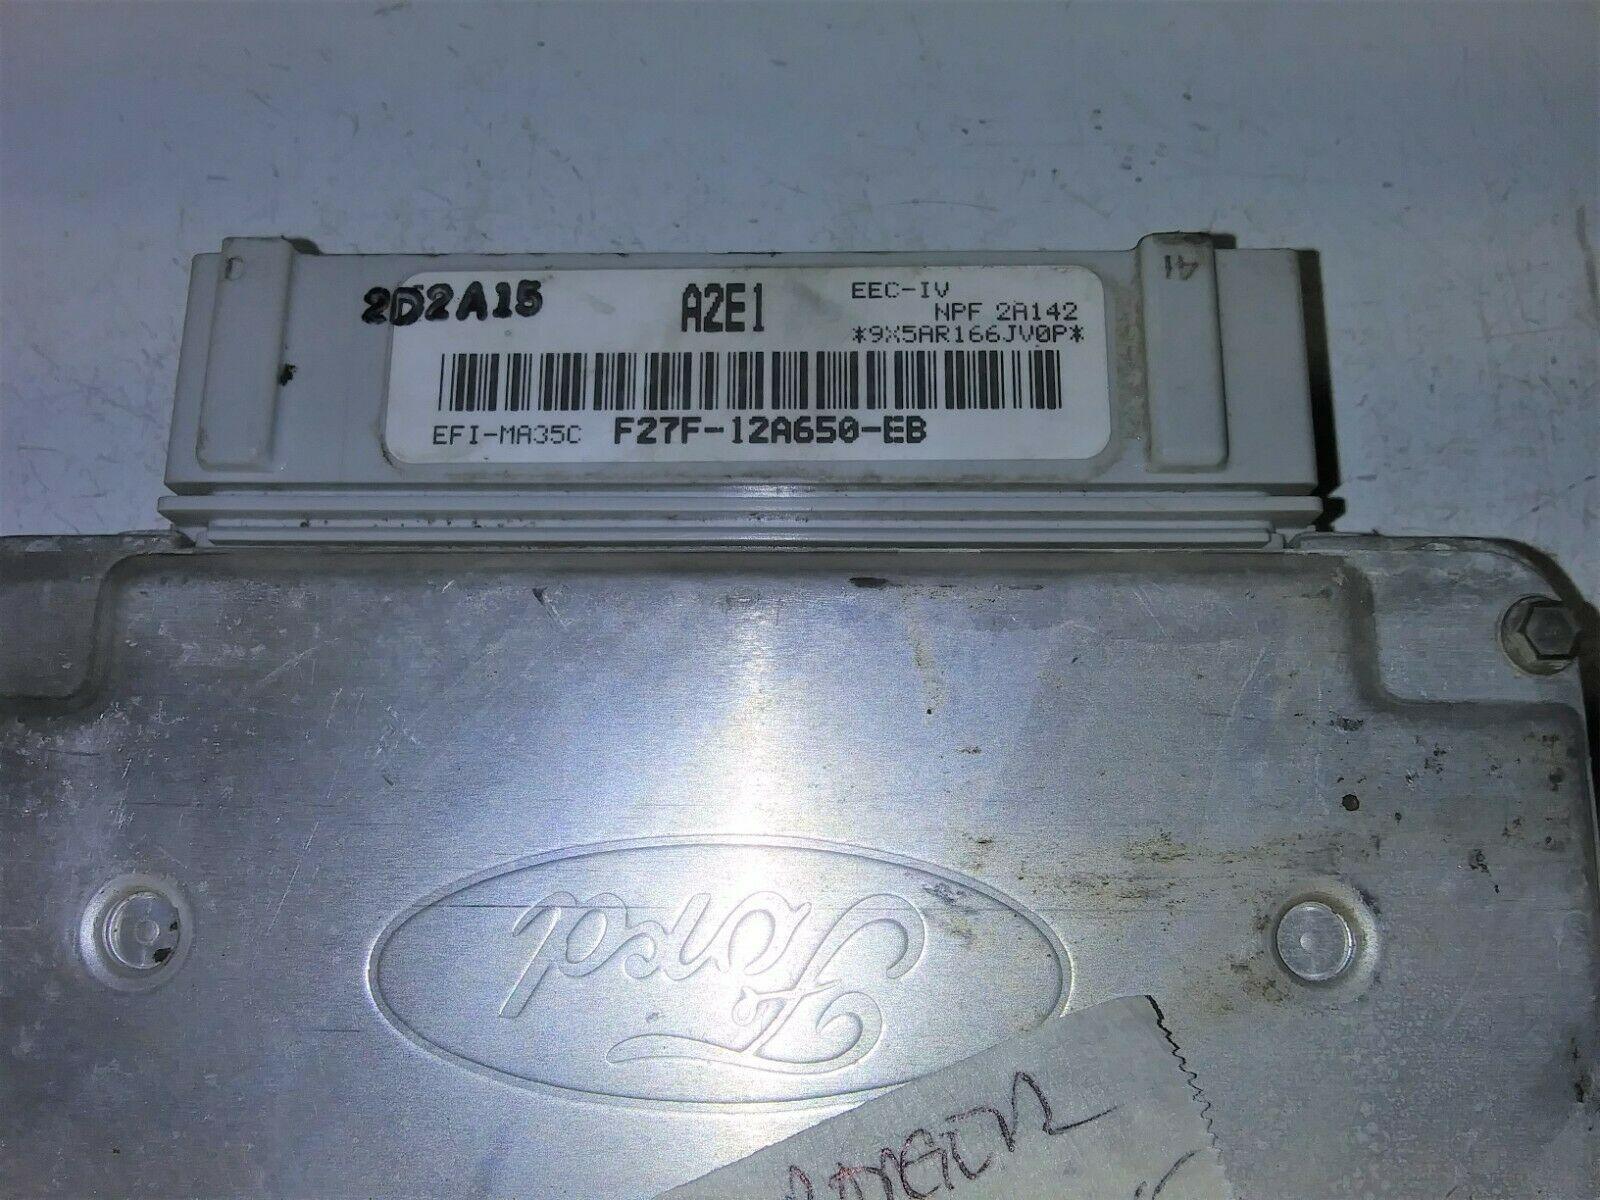 2D2A15
A2E1
EEC-IV
NPF 2A142
*9X5AR166JV0P*
EFI-MA35C F27F-12A650-EB
41
Ford